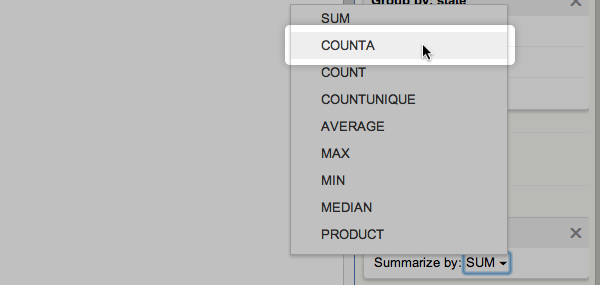 Group by: state
SUM
COUNTA
COUNT
COUNTUNIQUE
AVERAGE
MAX
MIN
MEDIAN
PRODUCT
Summarize by: SUM